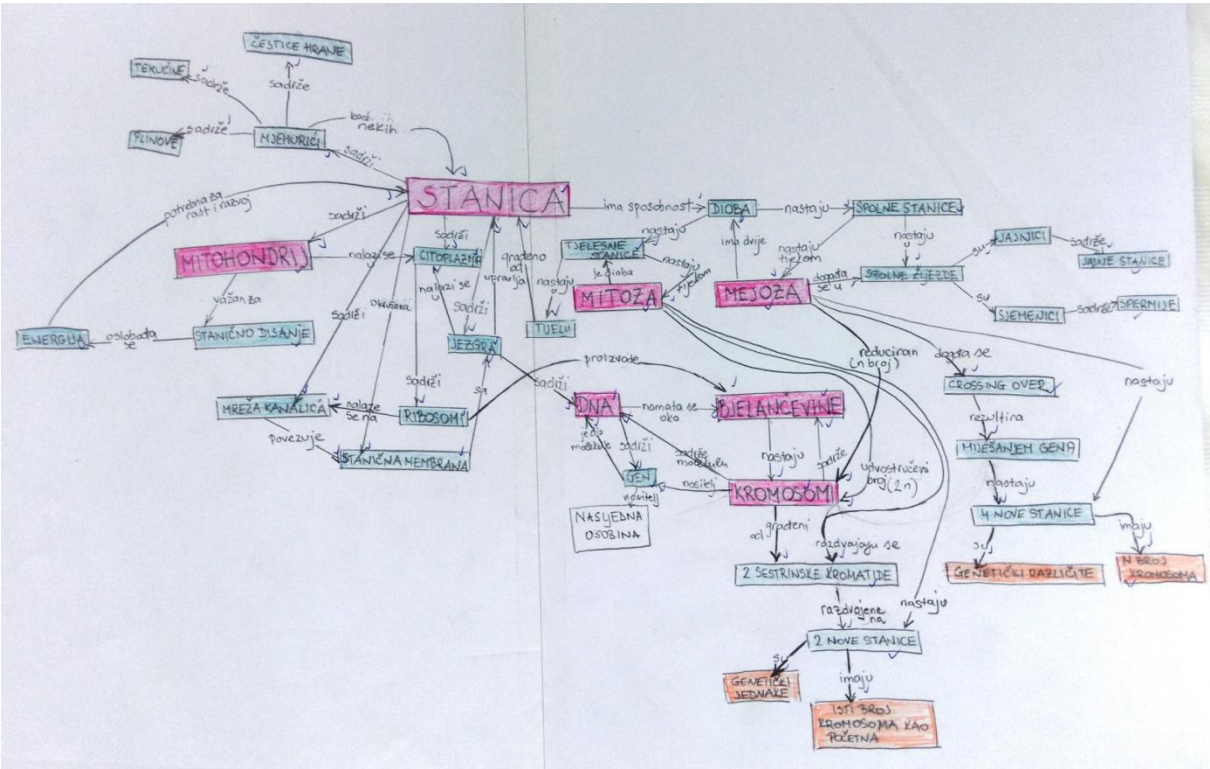 ČESTICE HRANE
TEKUĆINE
sadrže
sadrže
PLINOVE
sadrže
MJEHURIĆI
nekih
sadrži
STANICA
potrebna za
rast i razvoj
ima sposobnost
DIOBA
nastaju
SPOLNE STANICE
sadrži
MITOHONDRIJ
nalazi se
sadrži
CITOPLAZMA
građeno
od
upravlja
TJELESNE
STANICE
nastaju
je dioba
nastaju
tijekom
ima dvije
nastaju
tijekom
nastaju
SPOLNE ŽLIJEZDE
su
JAJNICI
sadrže
JAJNE STANICE
MITOZA
MEJOZA
događa
se u
su
SJEMENICI
sadrže
SPERMIJE
važan za
STANIČNO DISANJE
oslobađa
se
ENERGIJA
sadrži
okružena
nalazi se
u
sadrži
JEZGRA
nastaju
TIJELO
proizvode
reducira
(n broj)
događa se
CROSSING OVER
nastaju
sadrži
sa
sadrži
MREŽA KANALIĆA
nalaze
se na
RIBOSOMI
DNA
namata se
oko
BJELANČEVINE
rezultira
MIJEŠANJEM GENA
povezuje
STANIČNA MEMBRANA
sadrži
sadrže
molekulu
nastaju
sadrže
udvostručeni
broj (2n)
GEN
nositelj
KROMOSOMI
nastaju
nositelj
NASLJEDNA
OSOBINA
građeni
od
razdvajaju se
4 NOVE STANICE
su
imaju
2 SESTRINSKE KROMATIDE
GENETIČKI RAZLIČITE
N BROJ
KROMOSOMA
razdvojene
na
nastaju
2 NOVE STANICE
su
imaju
GENETIČKI
JEDNAKE
ISTI BROJ
KROMOSOMA KAO
POČETNA